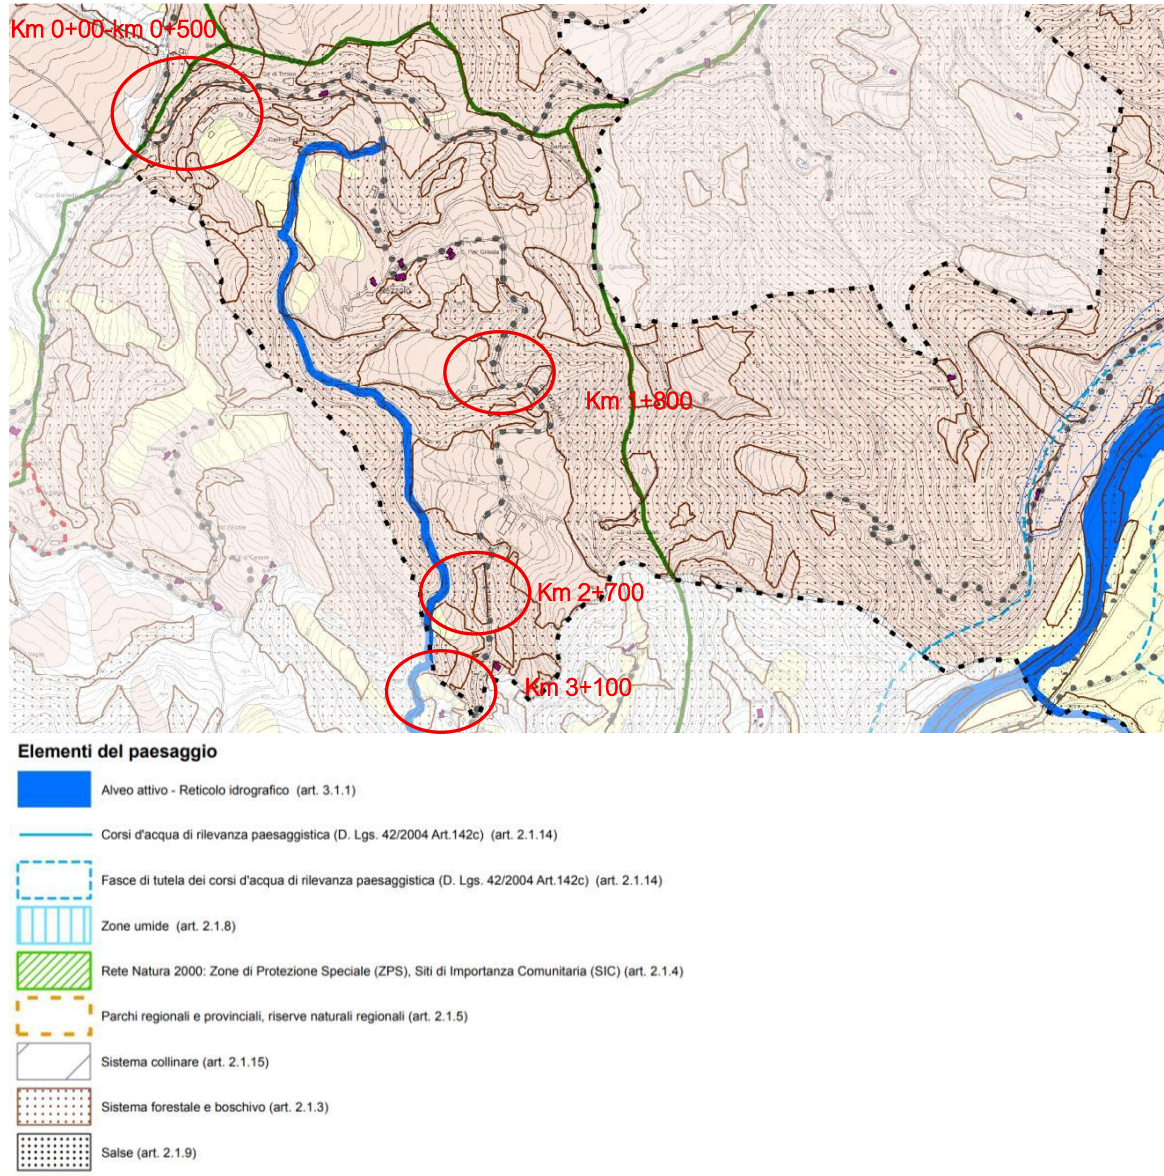 Km 0+00-km 0+500
Rezzolo
Km 1+800
Km 2+700
Km 3+100
Elementi del paesaggio
Alveo attivo - Reticolo idrografico (art. 3.1.1)
Corsi d'acqua di rilevanza paesaggistica (D. Lgs. 42/2004 Art.142c) (art. 2.1.14)
Fasce di tutela dei corsi d'acqua di rilevanza paesaggistica (D. Lgs. 42/2004 Art.142c) (art. 2.1.14)
Zone umide (art. 2.1.8)
Rete Natura 2000: Zone di Protezione Speciale (ZPS), Siti di Importanza Comunitaria (SIC) (art. 2.1.4)
Parchi regionali e provinciali, riserve naturali regionali (art. 2.1.5)
Sistema collinare (art. 2.1.15)
Sistema forestale e boschivo (art. 2.1.3)
Salse (art. 2.1.9)